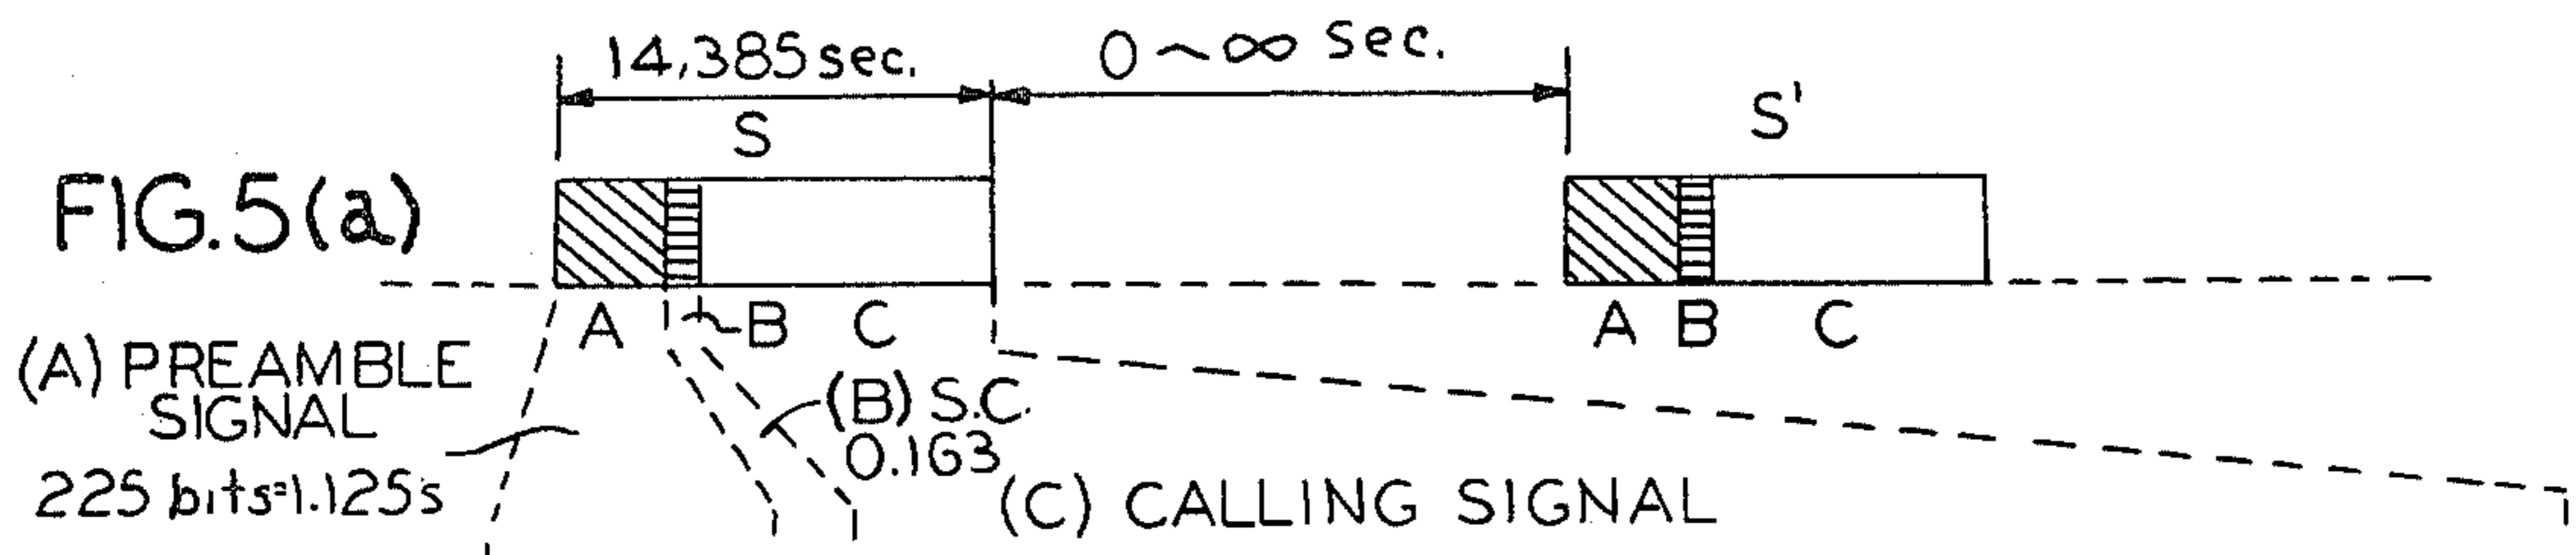 14,385 sec.
0 ~ ∞ sec.
S
S'
FIG.5(a)
A
B
C
A
B
C
(A) PREAMBLE
SIGNAL
225 bits=1.125s
(B) S.C.
0.163
(C) CALLING SIGNAL